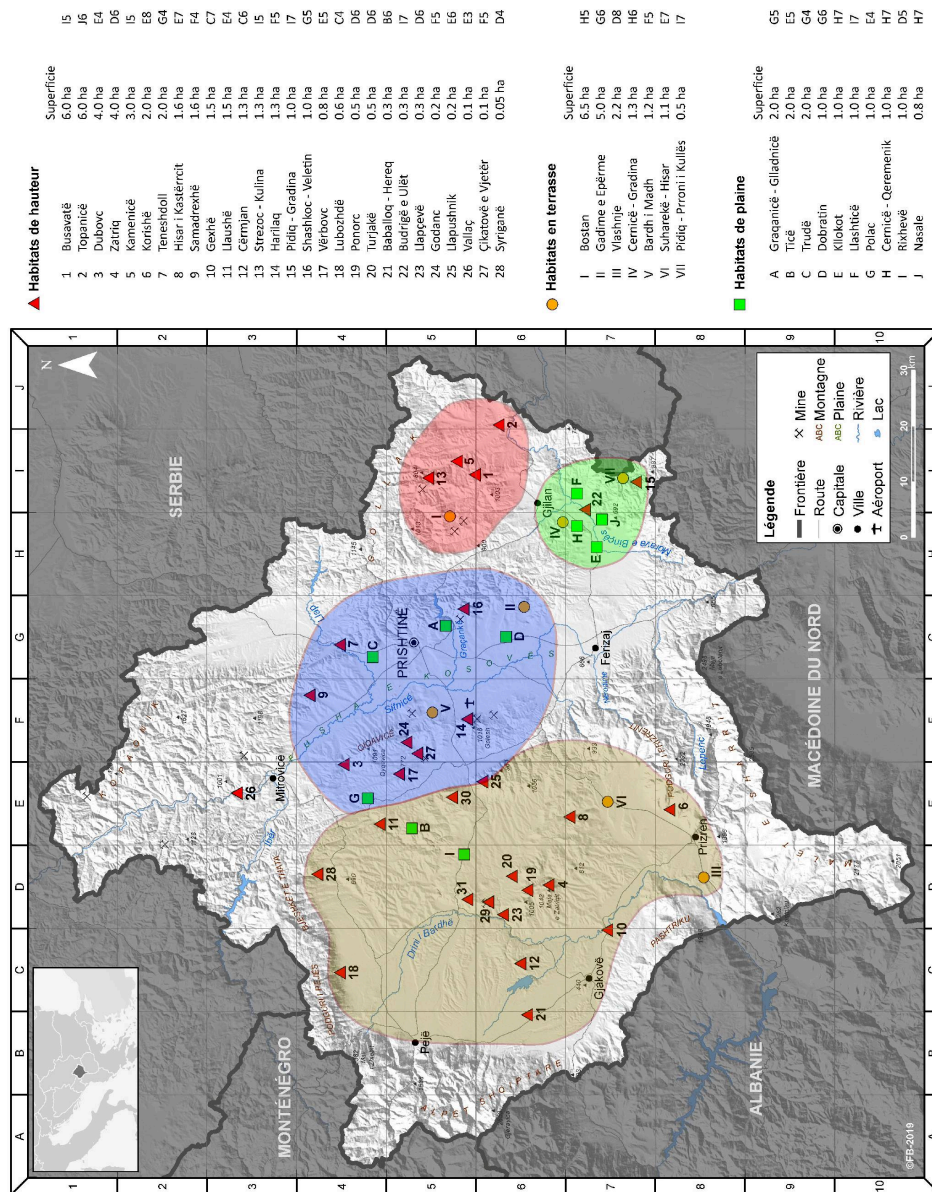 MONTÉNÉGRO
SERBIE
ALBANIE
MACÉDOINE DU NORD
N
A B C D E F G H I J
1 2 3 4 5 6 7 8 9 10
Mitrovicë
PRISHTINË
Pejë
Gjakovë
Prizren
Ferizaj
Gjilan
Ibër
Llap
Sitnicë
Graçankë
Drini i Bardhë
Lepenc
Morava e Binçës
PASHTRIKU
©FB-2019
Légende
Frontière
Route
Capitale
Ville
Aéroport
Mine
ABC Montagne
ABC Plaine
Rivière
Lac
0 10 20 30 km
Habitats de hauteur Superficie
1 Busavatë 6.0 ha I5
2 Topanicë 6.0 ha J6
3 Dubovc 4.0 ha E4
4 Zatriq 4.0 ha D6
5 Kamenicë 3.0 ha I5
6 Korishë 2.0 ha E8
7 Teneshdoll 2.0 ha G4
8 Hisar i Kastërrcit 1.6 ha E7
9 Samadrexhë 1.6 ha F4
10 Gexhë 1.5 ha C7
11 Llaushë 1.5 ha E4
12 Cërmjan 1.3 ha C6
13 Strezoc - Kulina 1.3 ha I5
14 Harilaq 1.3 ha F5
15 Pidiq - Gradina 1.0 ha I7
16 Shashkoc - Veletin 1.0 ha G5
17 Vërbovc 0.8 ha E5
18 Lubozhdë 0.6 ha C4
19 Ponorc 0.5 ha D6
20 Turjakë 0.5 ha D6
21 Baballoq - Hereq 0.3 ha B6
22 Budrigë e Ulët 0.3 ha I7
23 Llapçevë 0.3 ha D6
24 Godanc 0.2 ha F5
25 Llapushnik 0.2 ha E6
26 Vallaç 0.1 ha E3
27 Çikatovë e Vjetër 0.1 ha F5
28 Syriganë 0.05 ha D4
Habitats en terrasse Superficie
I Bostan 6.5 ha H5
II Gadime e Epërme 5.0 ha G6
III Vlashnje 2.2 ha D8
IV Cernicë - Gradina 1.3 ha H6
V Bardh i Madh 1.2 ha F5
VI Suharekë - Hisar 1.1 ha E7
VII Pidiq - Prroni i Kullës 0.5 ha I7
Habitats de plaine Superficie
A Graçanicë - Glladnicë 2.0 ha G5
B Ticë 2.0 ha E5
C Trudë 2.0 ha G4
D Dobratin 1.0 ha G6
E Kllokot 1.0 ha H7
F Llashticë 1.0 ha I7
G Polac 1.0 ha E4
H Cernicë - Qeremenik 1.0 ha H7
I Rixhevë 1.0 ha D5
J Nasale 0.8 ha H7